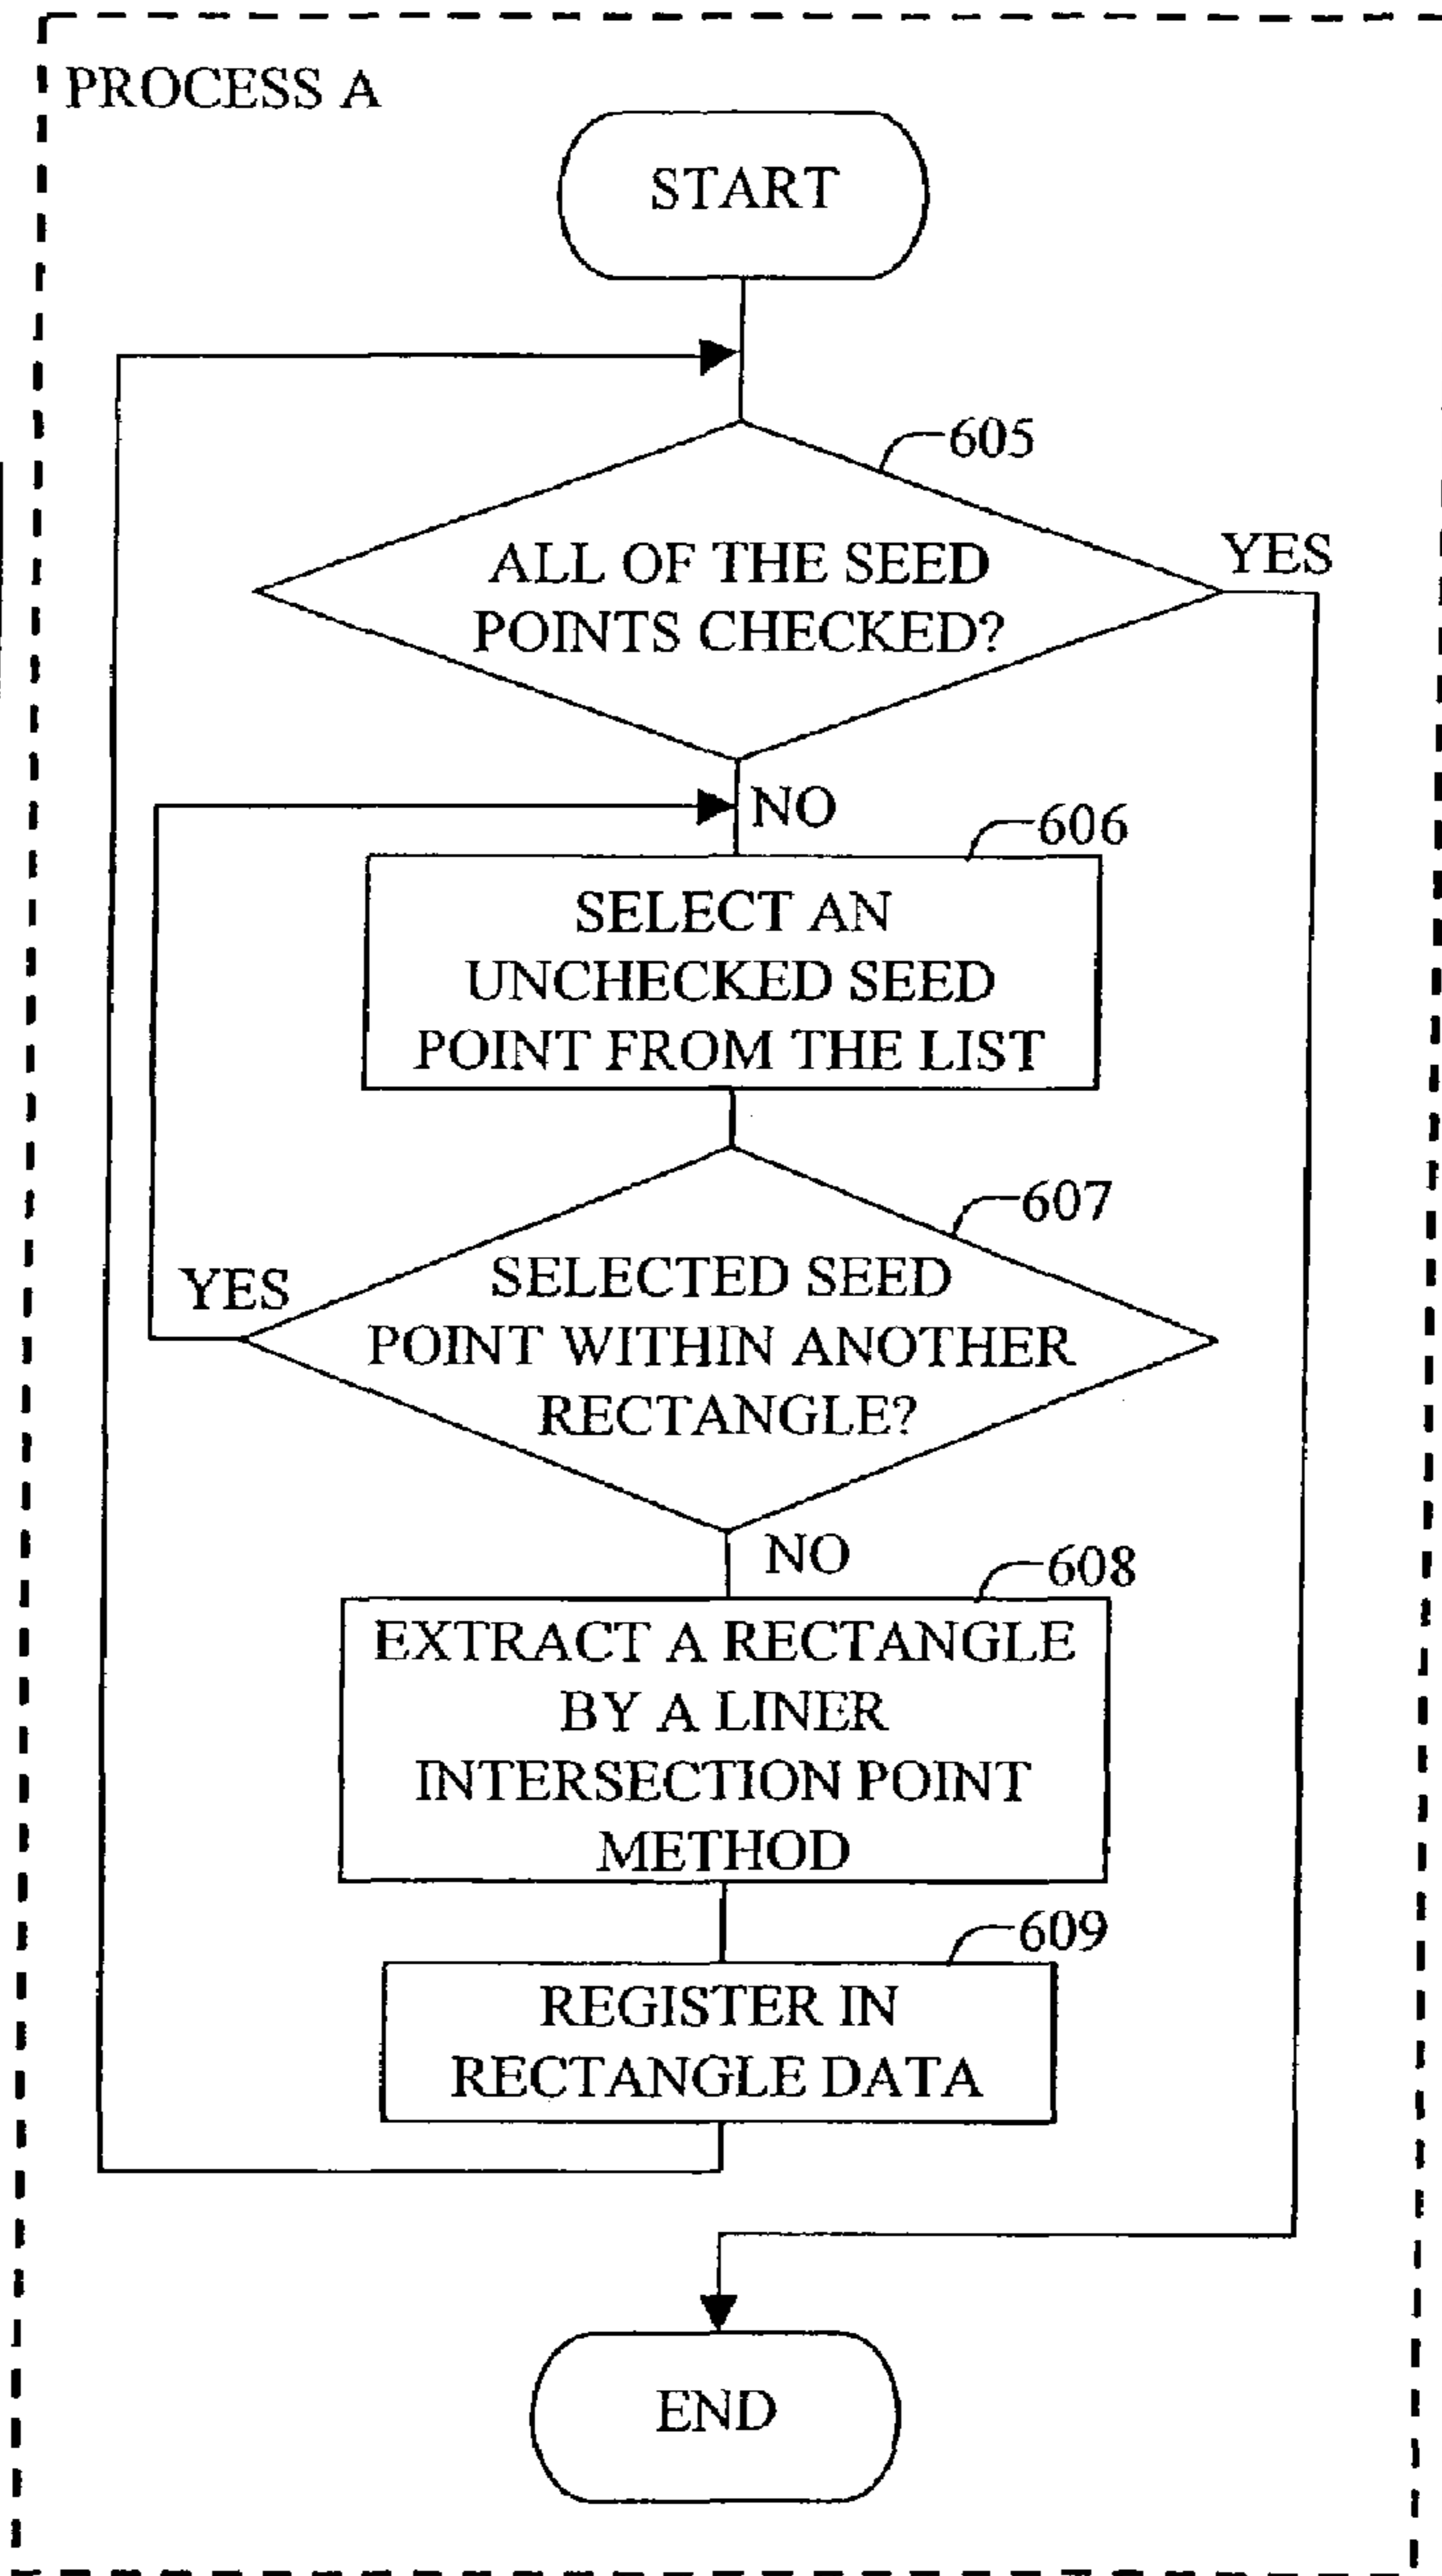 PROCESS A
START
605
ALL OF THE SEED
POINTS CHECKED?
YES
NO
606
SELECT AN
UNCHECKED SEED
POINT FROM THE LIST
607
SELECTED SEED
POINT WITHIN ANOTHER
RECTANGLE?
YES
NO
608
EXTRACT A RECTANGLE
BY A LINER
INTERSECTION POINT
METHOD
609
REGISTER IN
RECTANGLE DATA
END